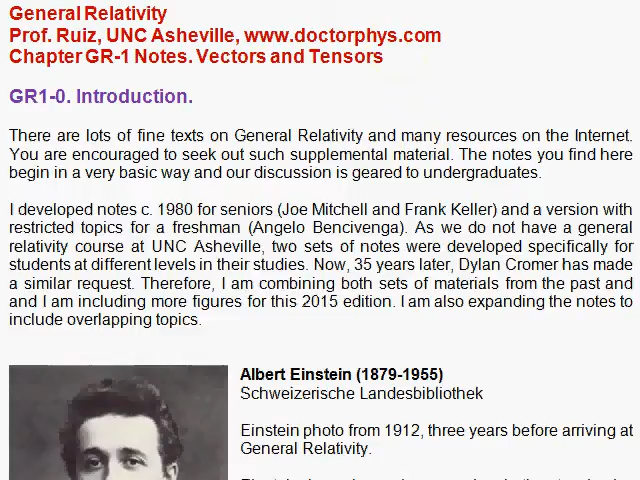 General Relativity
Prof. Ruiz, UNC Asheville, www.doctorphys.com
Chapter GR-1 Notes. Vectors and Tensors
GR1-0. Introduction.
There are lots of fine texts on General Relativity and many resources on the Internet.
You are encouraged to seek out such supplemental material. The notes you find here
begin in a very basic way and our discussion is geared to undergraduates.
I developed notes c. 1980 for seniors (Joe Mitchell and Frank Keller) and a version with
restricted topics for a freshman (Angelo Bencivenga). As we do not have a general
relativity course at UNC Asheville, two sets of notes were developed specifically for
students at different levels in their studies. Now, 35 years later, Dylan Cromer has made
a similar request. Therefore, I am combining both sets of materials from the past and
and I am including more figures for this 2015 edition. I am also expanding the notes to
include overlapping topics.
Albert Einstein (1879-1955)
Schweizerische Landesbibliothek
Einstein photo from 1912, three years before arriving at
General Relativity.